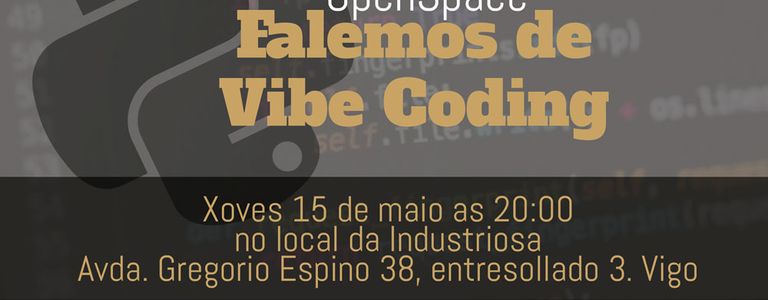 OpenSpace
Falemos de
Vibe Coding
Xoves 15 de maio as 20:00
no local da Industriosa
Avda. Gregorio Espino 38, entresollado 3. Vigo